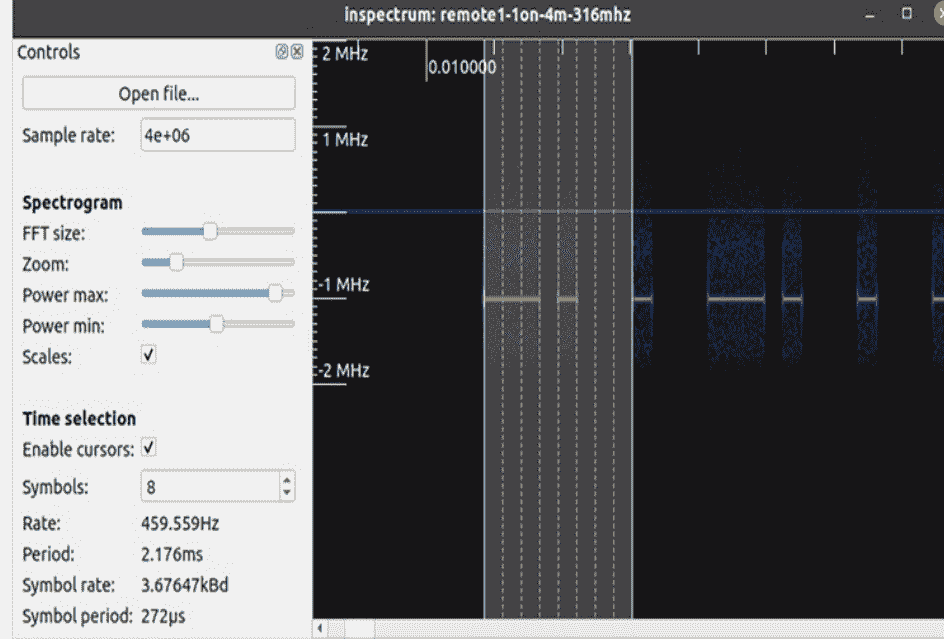 inspectrum: remote1-1on-4m-316mhz
Controls
Open file...
Sample rate: 4e+06
Spectrogram
FFT size:
Zoom:
Power max:
Power min:
Scales:
Time selection
Enable cursors:
Symbols: 8
Rate: 459.559Hz
Period: 2.176ms
Symbol rate: 3.67647kBd
Symbol period: 272µs
2 MHz
0.010000
1 MHz
-1 MHz
-2 MHz